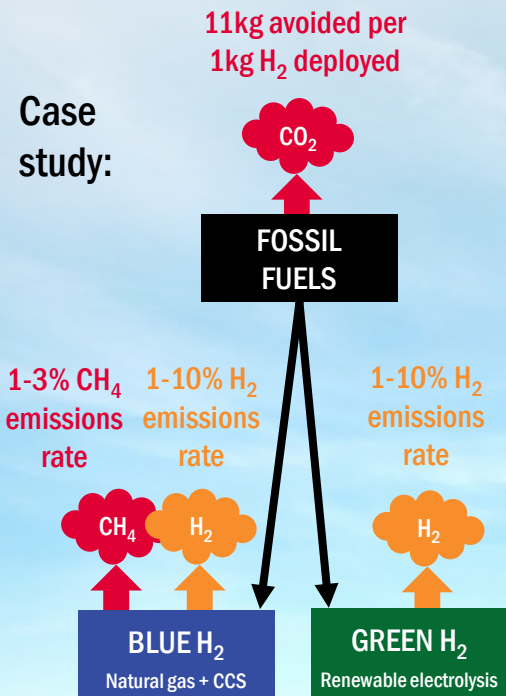 11kg avoided per
1kg H₂ deployed
Case
study:
CO₂
FOSSIL
FUELS
1-3% CH₄
emissions
rate
1-10% H₂
emissions
rate
1-10% H₂
emissions
rate
CH₄
H₂
H₂
BLUE H₂
Natural gas + CCS
GREEN H₂
Renewable electrolysis